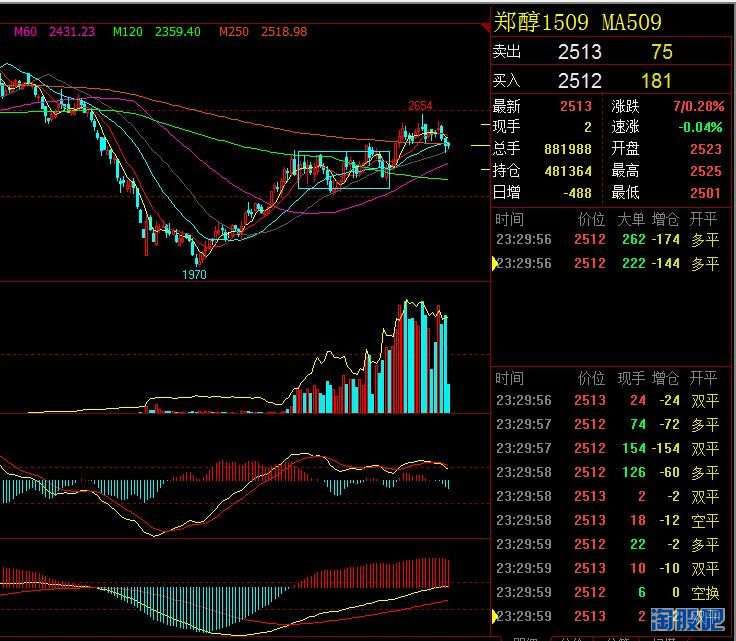 M60 2431.23 M120 2359.40 M250 2518.98
2654
1970
郑醇1509 MA509
卖出 2513 75
买入 2512 181
最新 2513 涨跌 7/0.28%
现手 2 速涨 -0.04%
总手 881988 开盘 2523
持仓 481364 最高 2525
日增 -488 最低 2501
时间 价位 大单 增仓 开平
23:29:56 2512 262 -174 多平
23:29:56 2512 222 -144 多平
时间 价位 现手 增仓 开平
23:29:56 2513 24 -24 双平
23:29:57 2512 74 -72 多平
23:29:57 2512 154 -154 双平
23:29:58 2512 126 -60 多平
23:29:58 2513 2 -2 双平
23:29:58 2513 18 -12 空平
23:29:59 2512 22 -2 多平
23:29:59 2513 10 -10 双平
23:29:59 2512 6 0 空换
23:29:59 2513 2
淘股吧